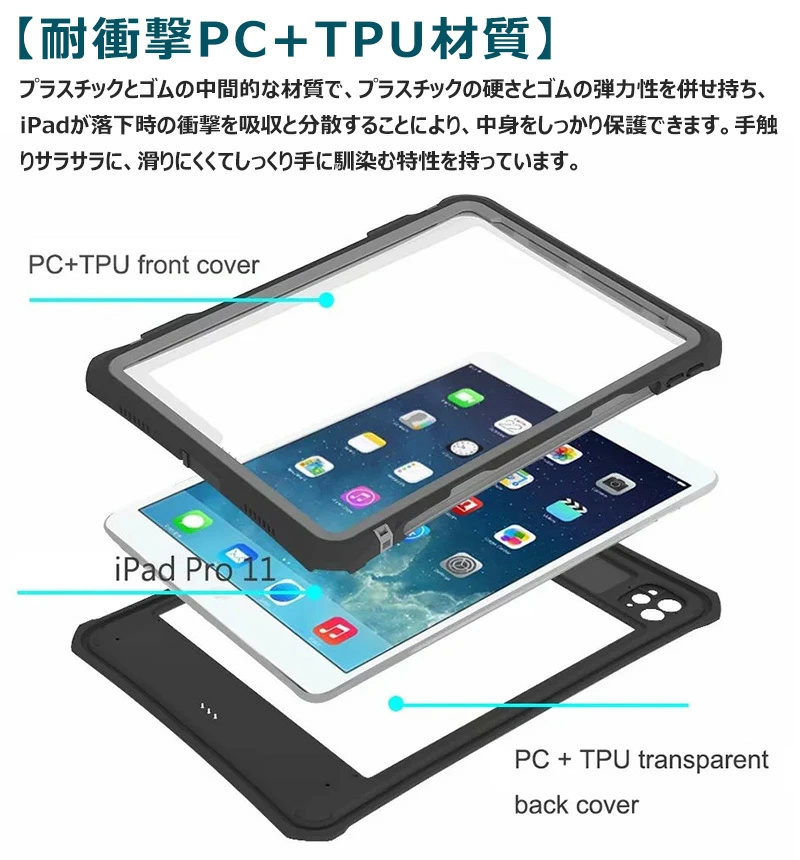 【耐衝撃PC+TPU材質】
プラスチックとゴムの中間的な材質で、プラスチックの硬さとゴムの弾力性を併せ持ち、
iPadが落下時の衝撃を吸収と分散することにより、中身をしっかり保護できます。手触
りサラサラに、滑りにくくてしっくり手に馴染む特性を持っています。
PC+TPU front cover
iPad Pro 11
PC + TPU transparent
back cover